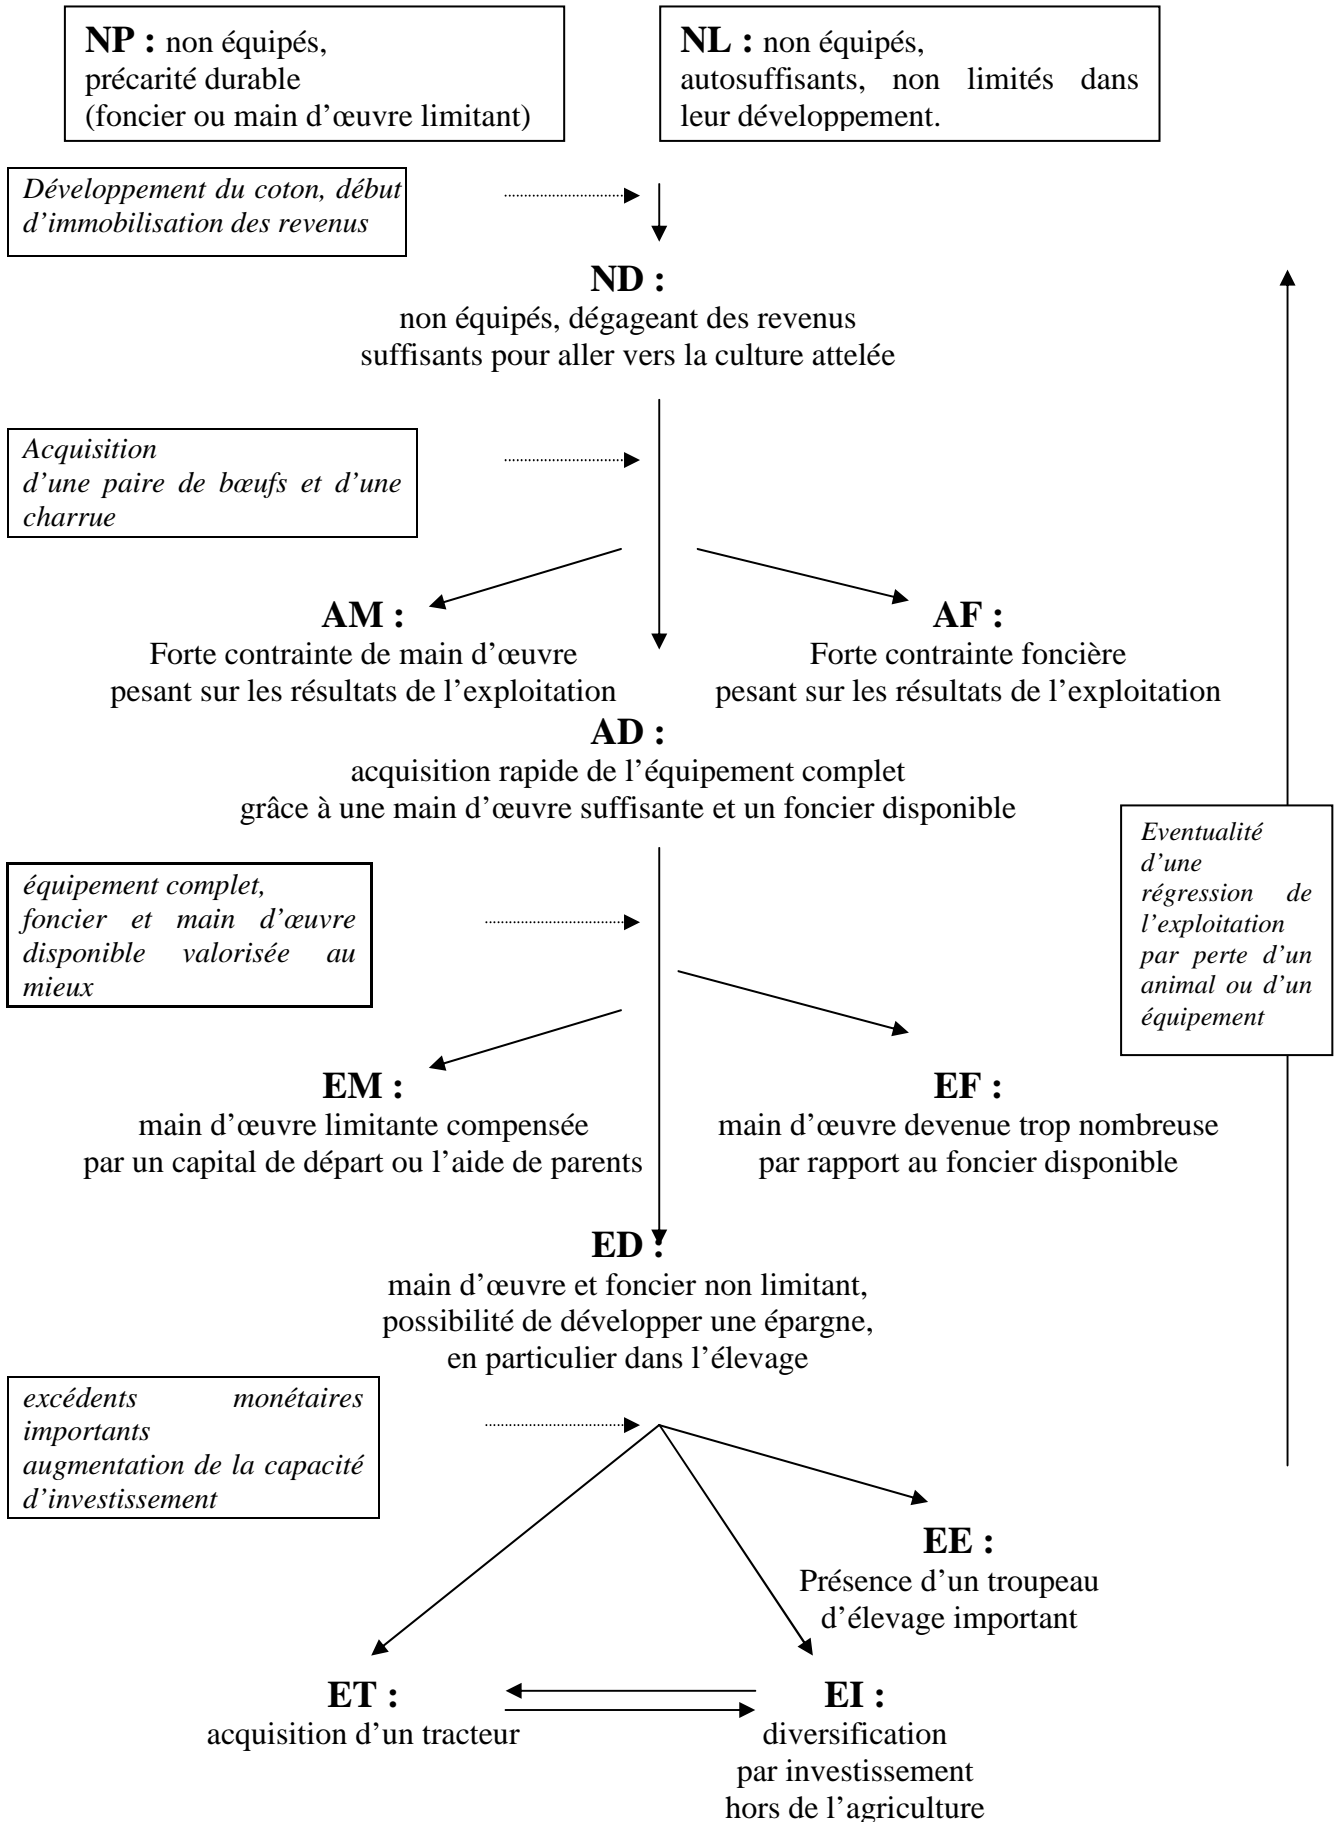 NP : non équipés,
précarité durable
(foncier ou main d’œuvre limitant)
NL : non équipés,
autosuffisants, non limités dans
leur développement.
Développement du coton, début
d’immobilisation des revenus
ND :
non équipés, dégageant des revenus
suffisants pour aller vers la culture attelée
Acquisition
d’une paire de bœufs et d’une
charrue
AM :
Forte contrainte de main d’œuvre
pesant sur les résultats de l’exploitation
AF :
Forte contrainte foncière
pesant sur les résultats de l’exploitation
AD :
acquisition rapide de l’équipement complet
grâce à une main d’œuvre suffisante et un foncier disponible
Eventualité
d’une
régression de
l’exploitation
par perte d’un
animal ou d’un
équipement
équipement complet,
foncier et main d’œuvre
disponible valorisée au
mieux
EM :
main d’œuvre limitante compensée
par un capital de départ ou l’aide de parents
EF :
main d’œuvre devenue trop nombreuse
par rapport au foncier disponible
ED :
main d’œuvre et foncier non limitant,
possibilité de développer une épargne,
en particulier dans l’élevage
excédents monétaires
importants
augmentation de la capacité
d’investissement
EE :
Présence d’un troupeau
d’élevage important
ET :
acquisition d’un tracteur
EI :
diversification
par investissement
hors de l’agriculture